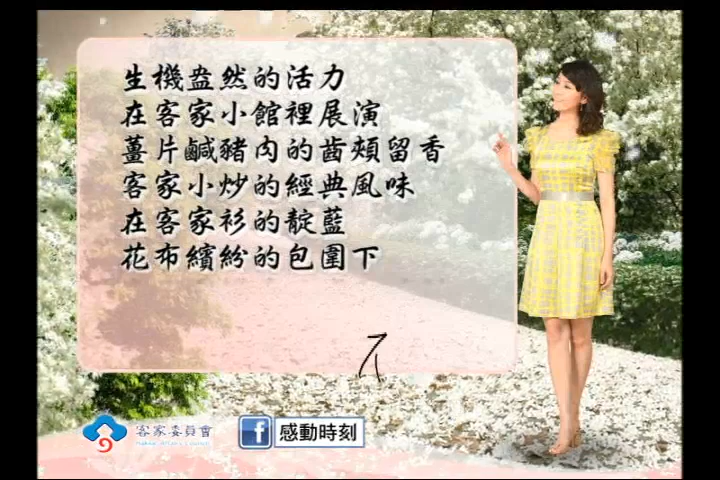 生機盎然的活力
在客家小館裡展演
薑片鹹豬肉的齒頰留香
客家小炒的經典風味
在客家衫的靛藍
花布繽紛的包圍下
客家委員會
Hakka Affairs Council
f 感動時刻